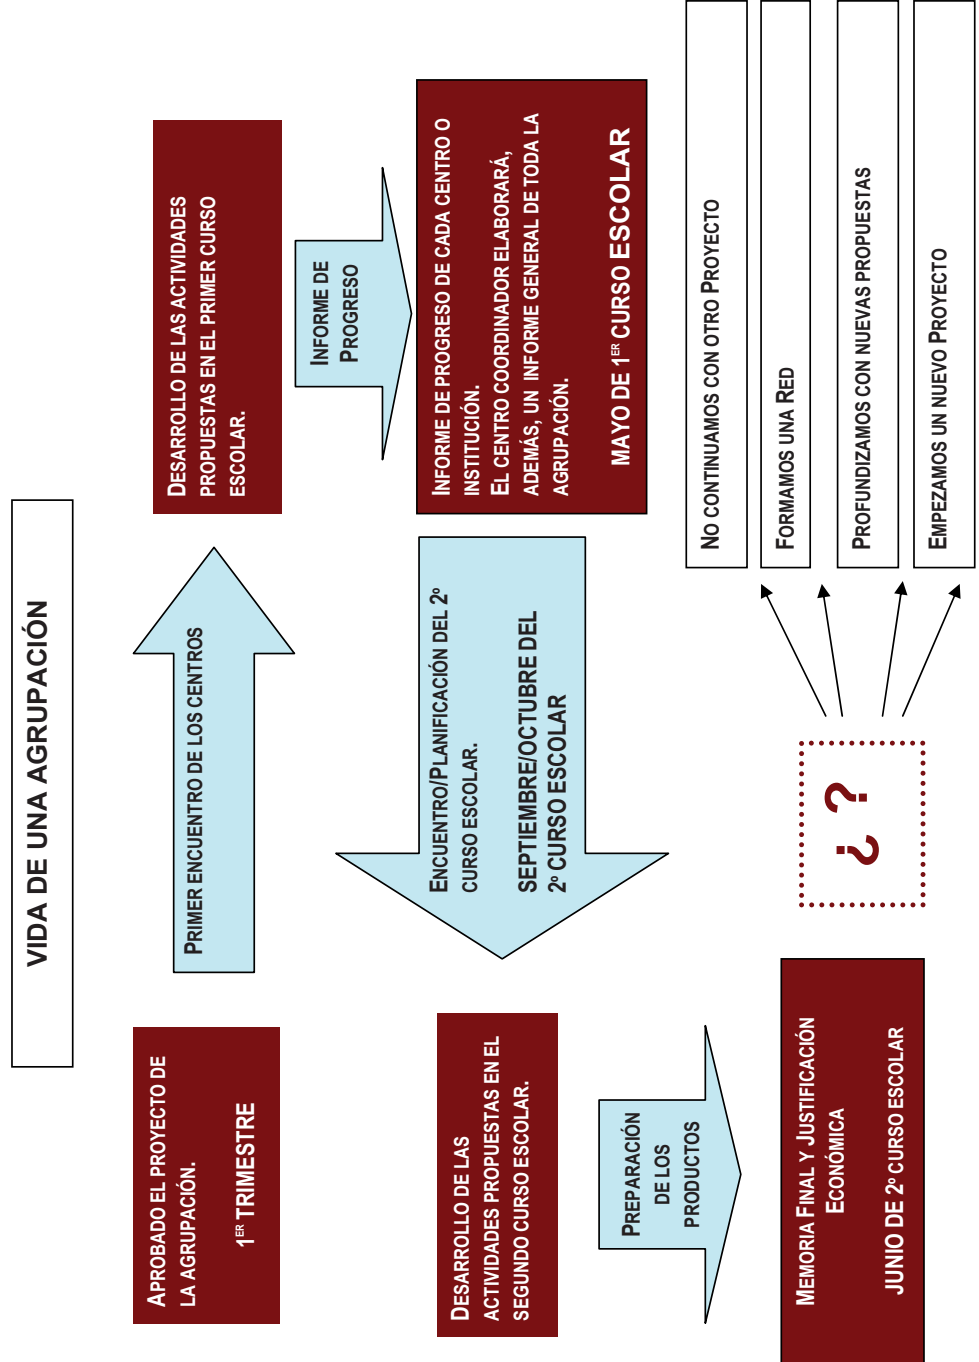 VIDA DE UNA AGRUPACIÓN
APROBADO EL PROYECTO DE
LA AGRUPACIÓN.
1ER TRIMESTRE
PRIMER ENCUENTRO DE LOS CENTROS
DESARROLLO DE LAS ACTIVIDADES
PROPUESTAS EN EL PRIMER CURSO
ESCOLAR.
INFORME DE
PROGRESO
INFORME DE PROGRESO DE CADA CENTRO O
INSTITUCIÓN.
EL CENTRO COORDINADOR ELABORARÁ,
ADEMÁS, UN INFORME GENERAL DE TODA LA
AGRUPACIÓN.
MAYO DE 1ER CURSO ESCOLAR
ENCUENTRO/PLANIFICACIÓN DEL 2º
CURSO ESCOLAR.
SEPTIEMBRE/OCTUBRE DEL
2º CURSO ESCOLAR
DESARROLLO DE LAS
ACTIVIDADES PROPUESTAS EN EL
SEGUNDO CURSO ESCOLAR.
PREPARACIÓN
DE LOS
PRODUCTOS
MEMORIA FINAL Y JUSTIFICACIÓN
ECONÓMICA
JUNIO DE 2º CURSO ESCOLAR
¿ ?
NO CONTINUAMOS CON OTRO PROYECTO
FORMAMOS UNA RED
PROFUNDIZAMOS CON NUEVAS PROPUESTAS
EMPEZAMOS UN NUEVO PROYECTO